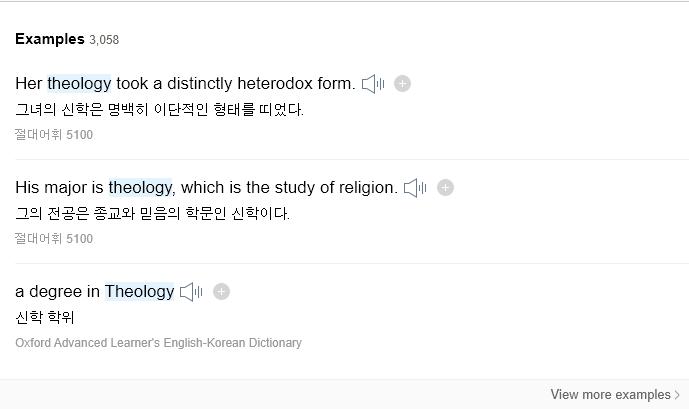 Examples 3,058
Her theology took a distinctly heterodox form.
그녀의 신학은 명백히 이단적인 형태를 띠었다.
절대어휘 5100
His major is theology, which is the study of religion.
그의 전공은 종교와 믿음의 학문인 신학이다.
절대어휘 5100
a degree in Theology
신학 학위
Oxford Advanced Learner's English-Korean Dictionary
View more examples